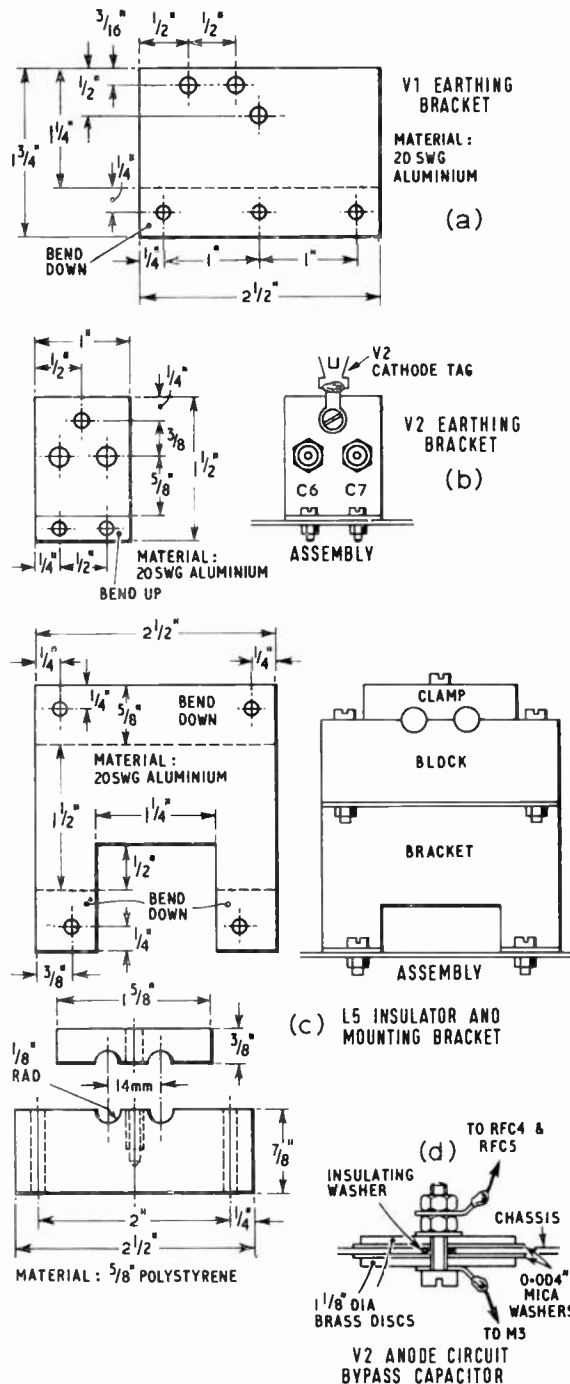 3/16"
1/2" 1/2"
1/2"
1 1/4"
1 3/4"
1/4"
BEND
DOWN
1/4" 1" 1"
2 1/2"
V1 EARTHING
BRACKET
MATERIAL :
20 SWG
ALUMINIUM
(a)
1"
1/2"
1/4"
3/8
5/8"
1 1/2"
1/4" 1/2"
MATERIAL :
20 SWG ALUMINIUM
BEND UP
V2
CATHODE TAG
C6 C7
ASSEMBLY
V2 EARTHING
BRACKET
(b)
2 1/2"
1/4" 1/4"
1/4"
5/8"
BEND
DOWN
MATERIAL :
20 SWG ALUMINIUM
1 1/2"
1 1/4"
1/2"
BEND
DOWN
1/4"
3/8"
CLAMP
BLOCK
BRACKET
ASSEMBLY
1 5/8"
3/8"
1/8"
RAD
14mm
7/8"
2" 1/4"
2 1/2"
MATERIAL : 5/8" POLYSTYRENE
(c) L5 INSULATOR AND
MOUNTING BRACKET
(d)
TO RFC4 &
RFC5
INSULATING
WASHER
CHASSIS
0·004"
MICA
WASHERS
1 1/8" DIA
BRASS DISCS
TO M3
V2 ANODE CIRCUIT
BYPASS CAPACITOR